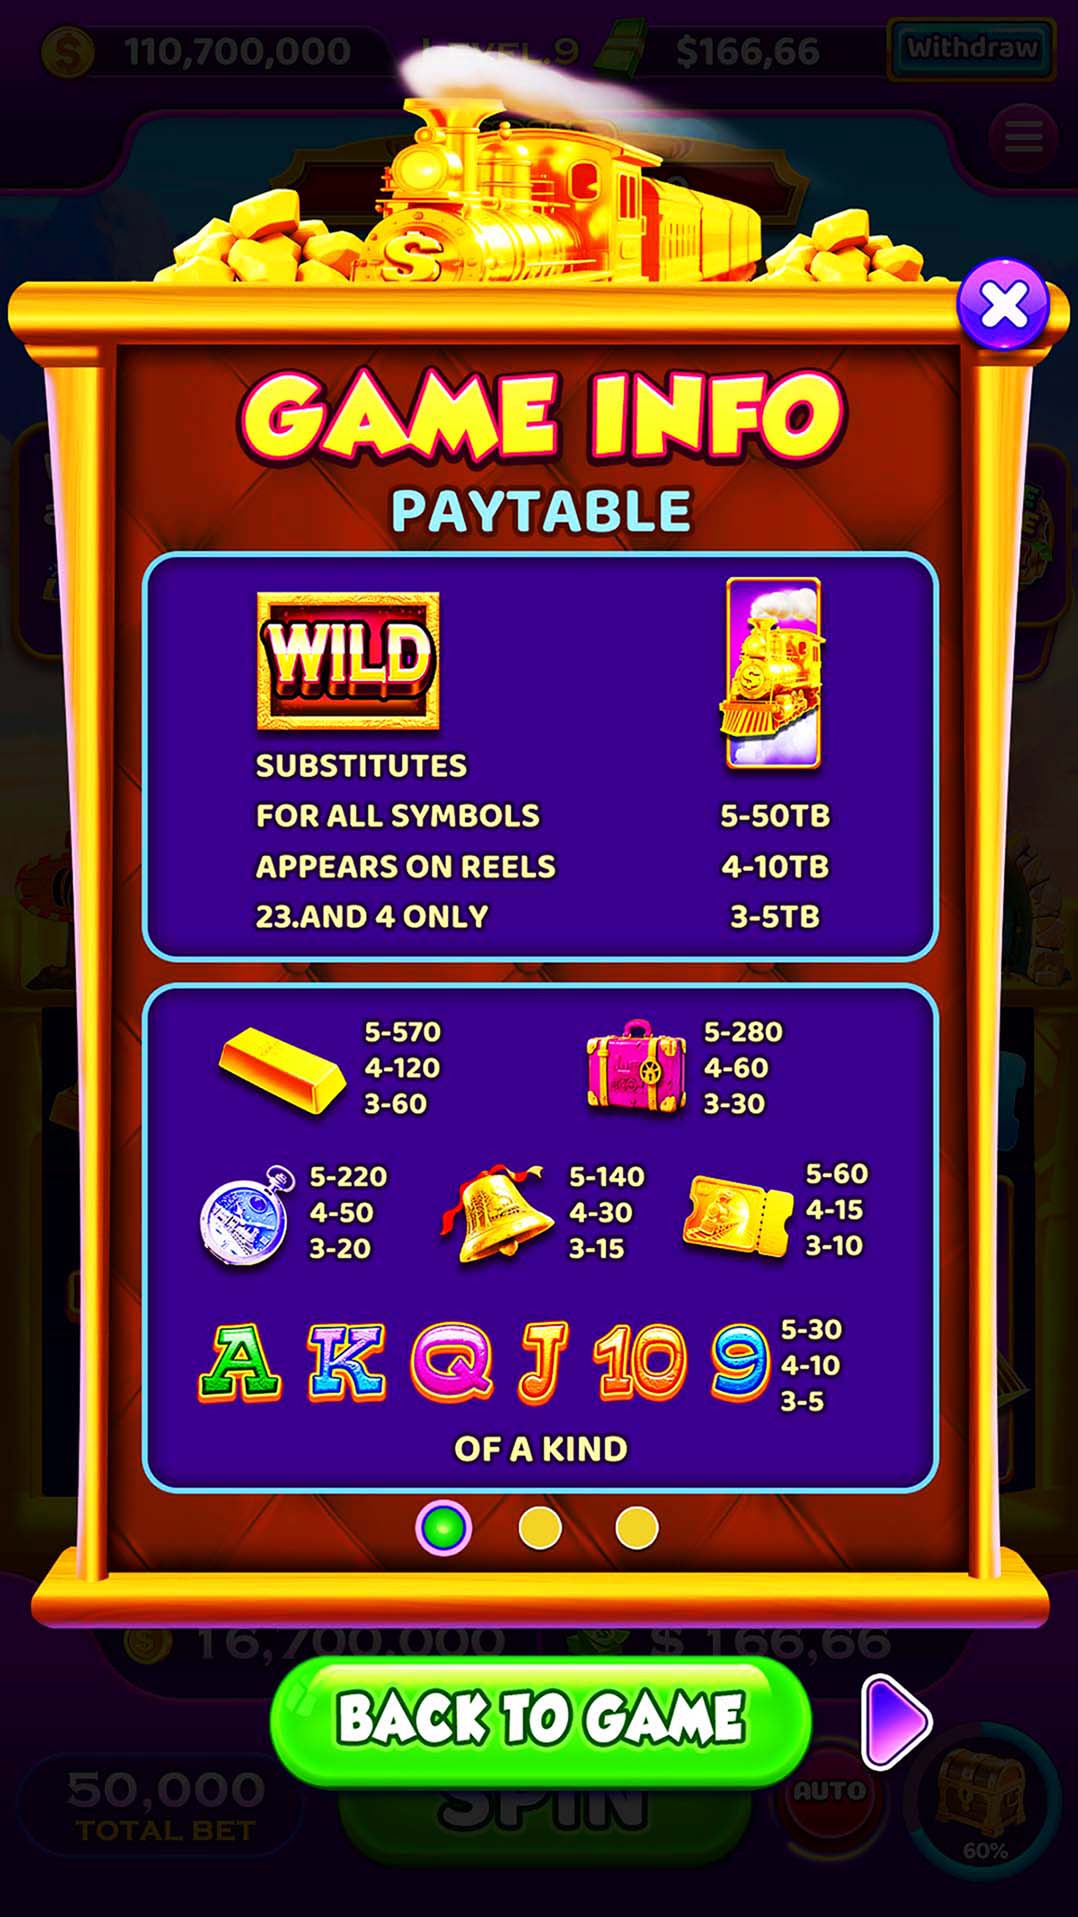 110,700,000
LEVEL.9
$166,66
Withdraw
$
GAME INFO
PAYTABLE
WILD
SUBSTITUTES
FOR ALL SYMBOLS
APPEARS ON REELS
23.AND 4 ONLY
5-50TB
4-10TB
3-5TB
5-570
4-120
3-60
5-280
4-60
3-30
5-220
4-50
3-20
5-140
4-30
3-15
5-60
4-15
3-10
A K Q J 10 9
5-30
4-10
3-5
OF A KIND
16,700,000
$166,66
BACK TO GAME
50,000
TOTAL BET
SPIN
AUTO
60%